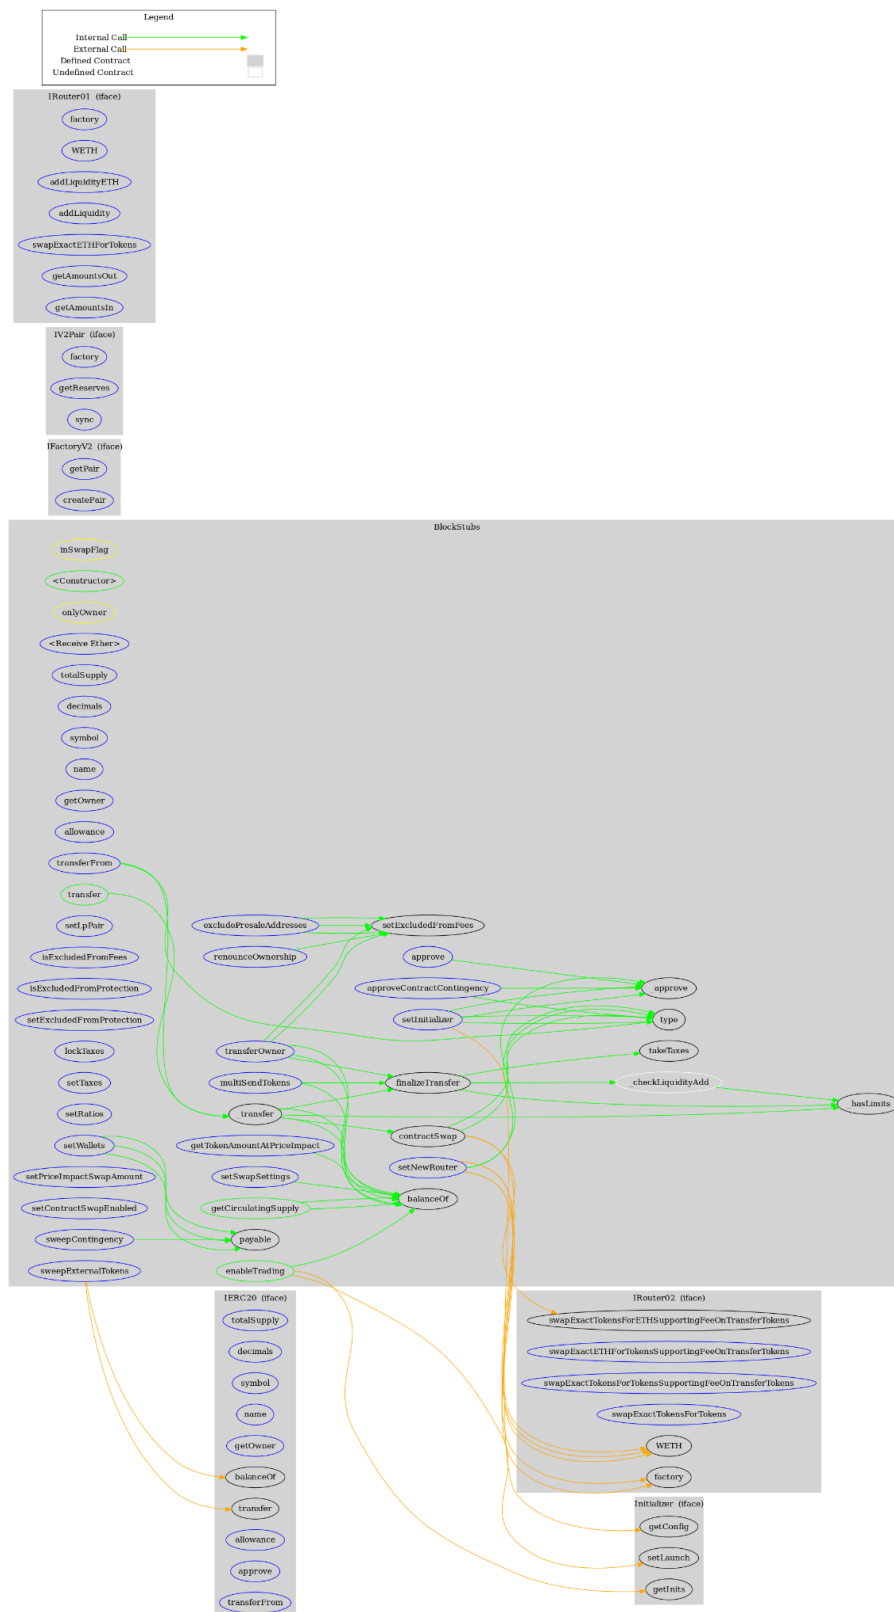 Legend
Internal Call
External Call
Defined Contract
Undefined Contract
IRouter01 (iface)
factory
WETH
addLiquidityETH
addLiquidity
swapExactETHForTokens
getAmountsOut
getAmountsIn
IV2Pair (iface)
factory
getReserves
sync
IFactoryV2 (iface)
getPair
createPair
BlockStubs
inSwapFlag
<Constructor>
onlyOwner
<Receive Ether>
totalSupply
decimals
symbol
name
getOwner
allowance
transferFrom
transfer
setLpPair
isExcludedFromFees
isExcludedFromProtection
setExcludedFromProtection
lockTaxes
setTaxes
setRatios
setWallets
setPriceImpactSwapAmount
setContractSwapEnabled
sweepContingency
sweepExternalTokens
excludePresaleAddresses
renounceOwnership
transferOwner
multiSendTokens
_transfer
getTokenAmountAtPriceImpact
setSwapSettings
getCirculatingSupply
payable
enableTrading
setExcludedFromFees
approve
approveContractContingency
setInitializer
finalizeTransfer
contractSwap
setNewRouter
balanceOf
_approve
type
takeTaxes
_checkLiquidityAdd
_hasLimits
IERC20 (iface)
totalSupply
decimals
symbol
name
getOwner
balanceOf
transfer
allowance
approve
transferFrom
IRouter02 (iface)
swapExactTokensForETHSupportingFeeOnTransferTokens
swapExactETHForTokensSupportingFeeOnTransferTokens
swapExactTokensForTokensSupportingFeeOnTransferTokens
swapExactTokensForTokens
WETH
factory
Initializer (iface)
getConfig
setLaunch
getInits